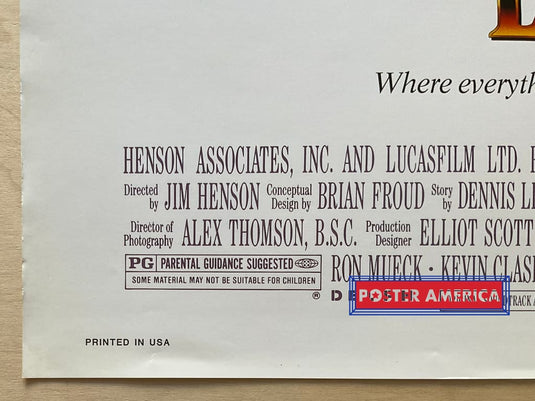 Where everyth
HENSON ASSOCIATES, INC. AND LUCASFILM LTD.
Directed by JIM HENSON Conceptual Design by BRIAN FROUD Story by DENNIS LE
Director of Photography ALEX THOMSON, B.S.C. Production Designer ELLIOT SCOTT
PG PARENTAL GUIDANCE SUGGESTED
SOME MATERIAL MAY NOT BE SUITABLE FOR CHILDREN
RON MUECK · KEVIN CLAS
®
POSTER AMERICA
PRINTED IN USA